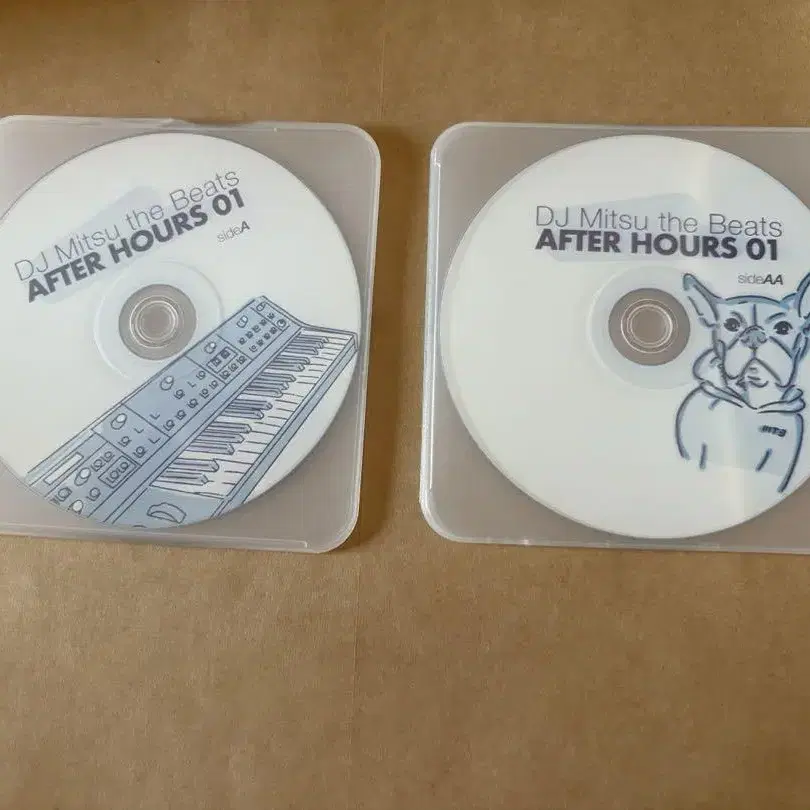 DJ Mitsu the Beats
AFTER HOURS 01
sideA
DJ Mitsu the Beats
AFTER HOURS 01
sideAA